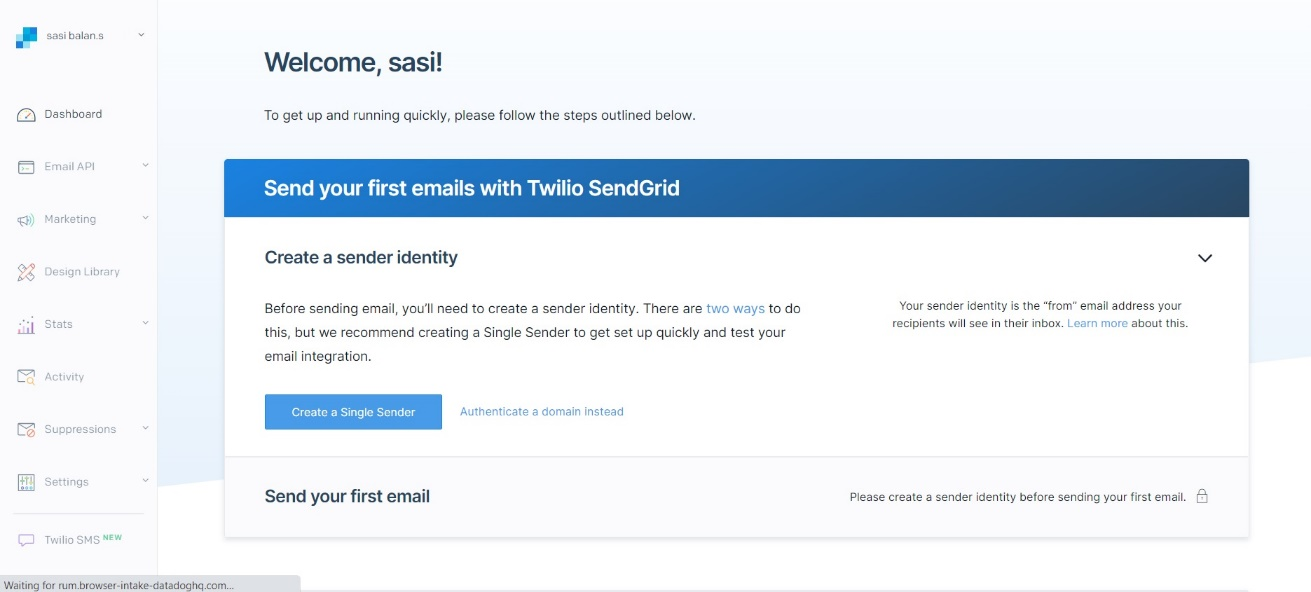 sasi balan.s
Dashboard
Email API
Marketing
Design Library
Stats
Activity
Suppressions
Settings
Twilio SMS NEW
Waiting for rum.browser-intake-datadoghq.com...
Welcome, sasi!
To get up and running quickly, please follow the steps outlined below.
Send your first emails with Twilio SendGrid
Create a sender identity
Before sending email, you’ll need to create a sender identity. There are two ways to do
this, but we recommend creating a Single Sender to get set up quickly and test your
email integration.
Create a Single Sender
Authenticate a domain instead
Your sender identity is the “from” email address your
recipients will see in their inbox. Learn more about this.
Send your first email
Please create a sender identity before sending your first email.